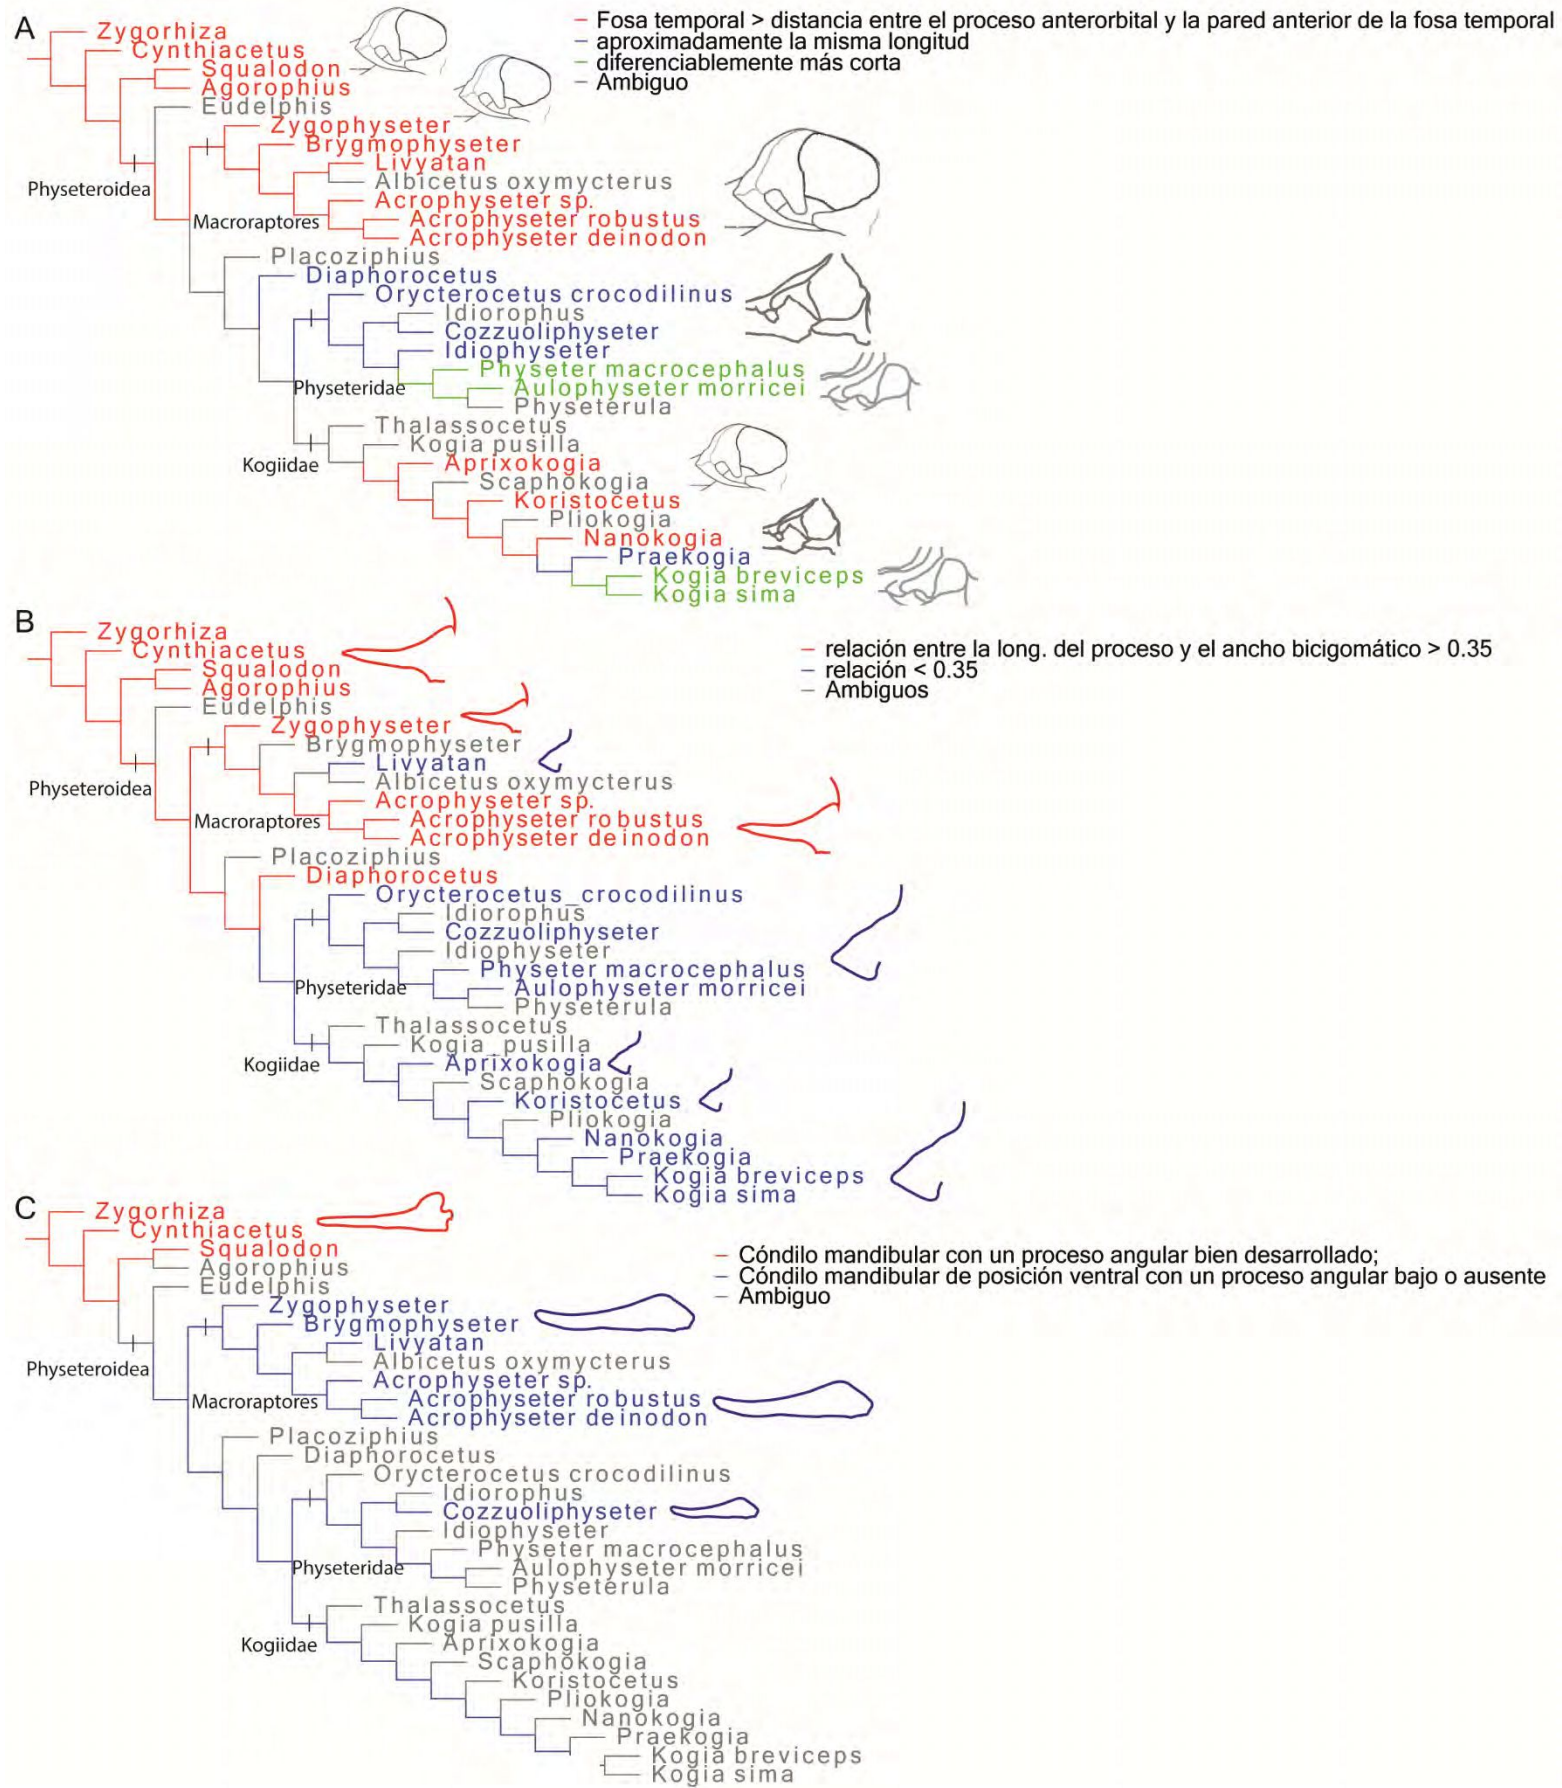 A
Zygorhiza
Cynthiacetus
Squalodon
Agorophius
Eudelphis
Zygophyseter
Brygmophyseter
Livyatan
Albicetus oxymycterus
Acrophyseter sp.
Acrophyseter robustus
Acrophyseter deinodon
Placoziphius
Diaphorocetus
Orycterocetus crocodilinus
Idiorophus
Cozzuoliphyseter
Idiophyseter
Physeter macrocephalus
Aulophyseter morricei
Physeterula
Thalassocetus
Kogia pusilla
Aprixokogia
Scaphokogia
Koristocetus
Pliokogia
Nanokogia
Praekogia
Kogia breviceps
Kogia sima
Physeteroidea
Macroraptores
Physeteridae
Kogiidae
Fosa temporal > distancia entre el proceso anterorbital y la pared anterior de la fosa temporal
aproximadamente la misma longitud
diferenciablemente más corta
Ambiguo
B
Zygorhiza
Cynthiacetus
Squalodon
Agorophius
Eudelphis
Zygophyseter
Brygmophyseter
Livyatan
Albicetus oxymycterus
Acrophyseter sp.
Acrophyseter robustus
Acrophyseter deinodon
Placoziphius
Diaphorocetus
Orycterocetus_crocodilinus
Idiorophus
Cozzuoliphyseter
Idiophyseter
Physeter macrocephalus
Aulophyseter morricei
Physeterula
Thalassocetus
Kogia_pusilla
Aprixokogia
Scaphokogia
Koristocetus
Pliokogia
Nanokogia
Praekogia
Kogia breviceps
Kogia sima
Physeteroidea
Macroraptores
Physeteridae
Kogiidae
relación entre la long. del proceso y el ancho bicigomático > 0.35
relación < 0.35
Ambiguos
C
Zygorhiza
Cynthiacetus
Squalodon
Agorophius
Eudelphis
Zygophyseter
Brygmophyseter
Livyatan
Albicetus oxymycterus
Acrophyseter sp.
Acrophyseter robustus
Acrophyseter deinodon
Placoziphius
Diaphorocetus
Orycterocetus crocodilinus
Idiorophus
Cozzuoliphyseter
Idiophyseter
Physeter macrocephalus
Aulophyseter morricei
Physeterula
Thalassocetus
Kogia pusilla
Aprixokogia
Scaphokogia
Koristocetus
Pliokogia
Nanokogia
Praekogia
Kogia breviceps
Kogia sima
Physeteroidea
Macroraptores
Physeteridae
Kogiidae
Cóndilo mandibular con un proceso angular bien desarrollado;
Cóndilo mandibular de posición ventral con un proceso angular bajo o ausente
Ambiguo